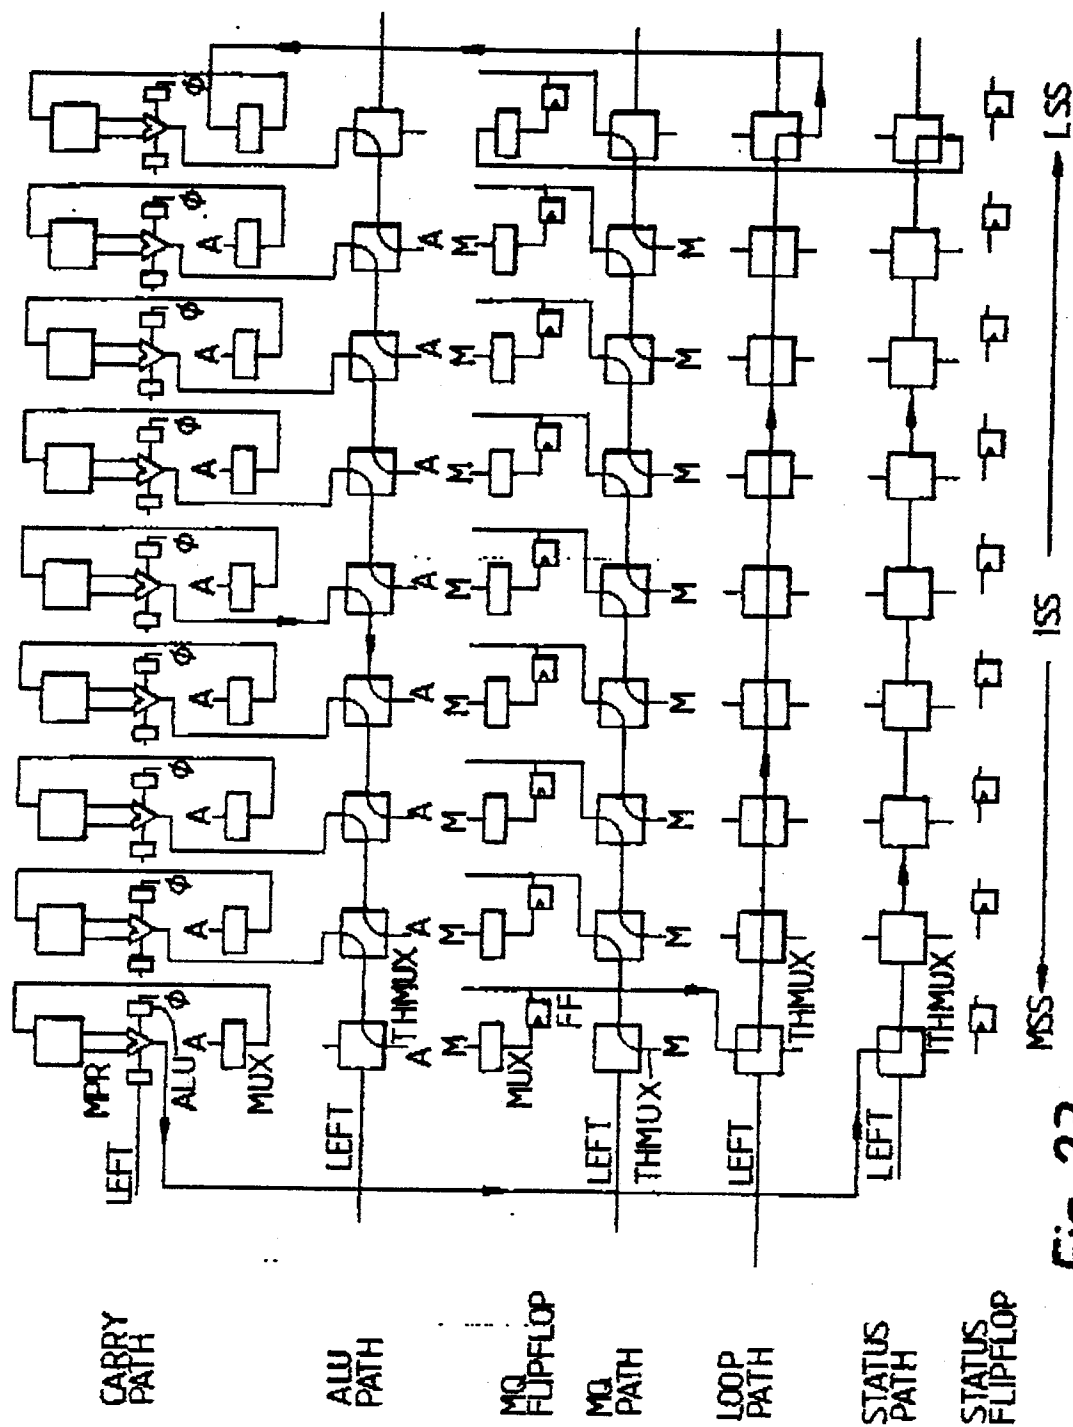 CARRY
PATH
LEFT
MPR
ALU
Φ Φ Φ Φ Φ Φ Φ Φ Φ
A A A A A A A A
MUX
ALU
PATH
LEFT
THMUX
A A A A A A A A
MQ
FLIPFLOP
M M M M M M M M
MUX
FF
MQ
PATH
LEFT
THMUX
M M M M M M M M
LOOP
PATH
LEFT
THMUX
STATUS
PATH
LEFT
THMUX
STATUS
FLIPFLOP
MSS ISS LSS
Fig.